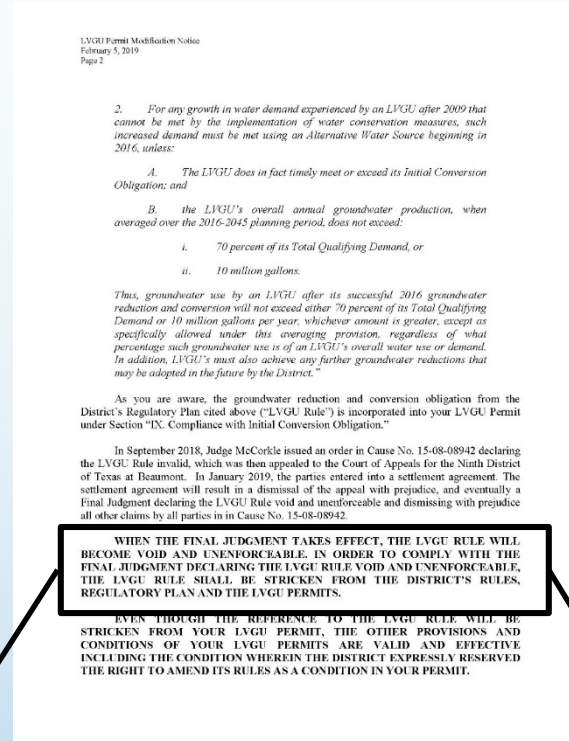 LVGU Permit Modification Notice
February 5, 2019
Page 2
2. For any growth in water demand experienced by an LVGU after 2009 that
cannot be met by the implementation of water conservation measures, such
increased demand must be met using an Alternative Water Source beginning in
2016, unless:
A. The LVGU does in fact timely meet or exceed its Initial Conversion
Obligation; and
B. the LVGU's overall annual groundwater production, when
averaged over the 2016-2045 planning period, does not exceed:
i. 70 percent of its Total Qualifying Demand, or
ii. 10 million gallons.
Thus, groundwater use by an LVGU after its successful 2016 groundwater
reduction and conversion will not exceed either 70 percent of its Total Qualifying
Demand or 10 million gallons per year, whichever amount is greater, except as
specifically allowed under this averaging provision, regardless of what
percentage such groundwater use is of an LVGU's overall water use or demand.
In addition, LVGU's must also achieve any further groundwater reductions that
may be adopted in the future by the District."
As you are aware, the groundwater reduction and conversion obligation from the
District's Regulatory Plan cited above ("LVGU Rule") is incorporated into your LVGU Permit
under Section "IX. Compliance with Initial Conversion Obligation."
In September 2018, Judge McCorkle issued an order in Cause No. 15-08-08942 declaring
the LVGU Rule invalid, which was then appealed to the Court of Appeals for the Ninth District
of Texas at Beaumont. In January 2019, the parties entered into a settlement agreement. The
settlement agreement will result in a dismissal of the appeal with prejudice, and eventually a
Final Judgment declaring the LVGU Rule void and unenforceable and dismissing with prejudice
all other claims by all parties in in Cause No. 15-08-08942.
WHEN THE FINAL JUDGMENT TAKES EFFECT, THE LVGU RULE WILL
BECOME VOID AND UNENFORCEABLE. IN ORDER TO COMPLY WITH THE
FINAL JUDGMENT DECLARING THE LVGU RULE VOID AND UNENFORCEABLE,
THE LVGU RULE SHALL BE STRICKEN FROM THE DISTRICT'S RULES,
REGULATORY PLAN AND THE LVGU PERMITS.
EVEN THOUGH THE REFERENCE TO THE LVGU RULE WILL BE
STRICKEN FROM YOUR LVGU PERMIT, THE OTHER PROVISIONS AND
CONDITIONS OF YOUR LVGU PERMITS ARE VALID AND EFFECTIVE
INCLUDING THE CONDITION WHEREIN THE DISTRICT EXPRESSLY RESERVED
THE RIGHT TO AMEND ITS RULES AS A CONDITION IN YOUR PERMIT.